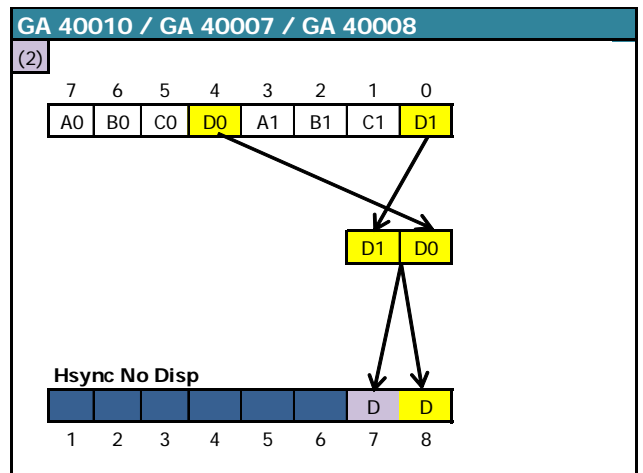 GA 40010 / GA 40007 / GA 40008
(2)
7 6 5 4 3 2 1 0
A0 B0 C0 D0 A1 B1 C1 D1
D1 D0
Hsync No Disp
D D
1 2 3 4 5 6 7 8